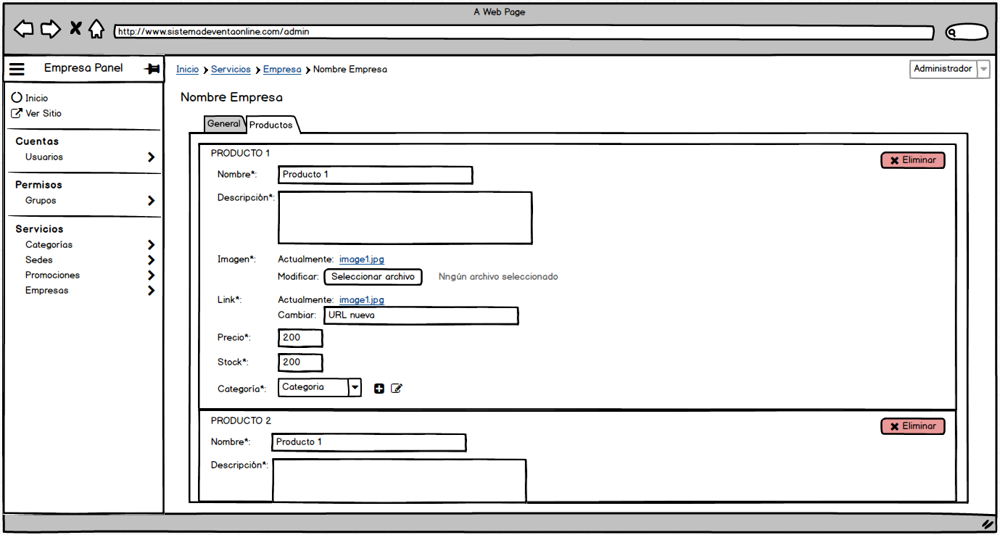 A Web Page
http://www.sistemadeventaonline.com/admin
Empresa Panel
Inicio
Ver Sitio
Cuentas
Usuarios
Permisos
Grupos
Servicios
Categorías
Sedes
Promociones
Empresas
Inicio Servicios Empresa Nombre Empresa
Administrador
Nombre Empresa
General Productos
PRODUCTO 1
Eliminar
Nombre*: Producto 1
Descripción*:
Imagen*: Actualmente: image1.jpg
Modificar: Seleccionar archivo Nngún archivo seleccionado
Link*: Actualmente: image1.jpg
Cambiar: URL nueva
Precio*: 200
Stock*: 200
Categoría*: Categoria
PRODUCTO 2
Eliminar
Nombre*: Producto 1
Descripción*: